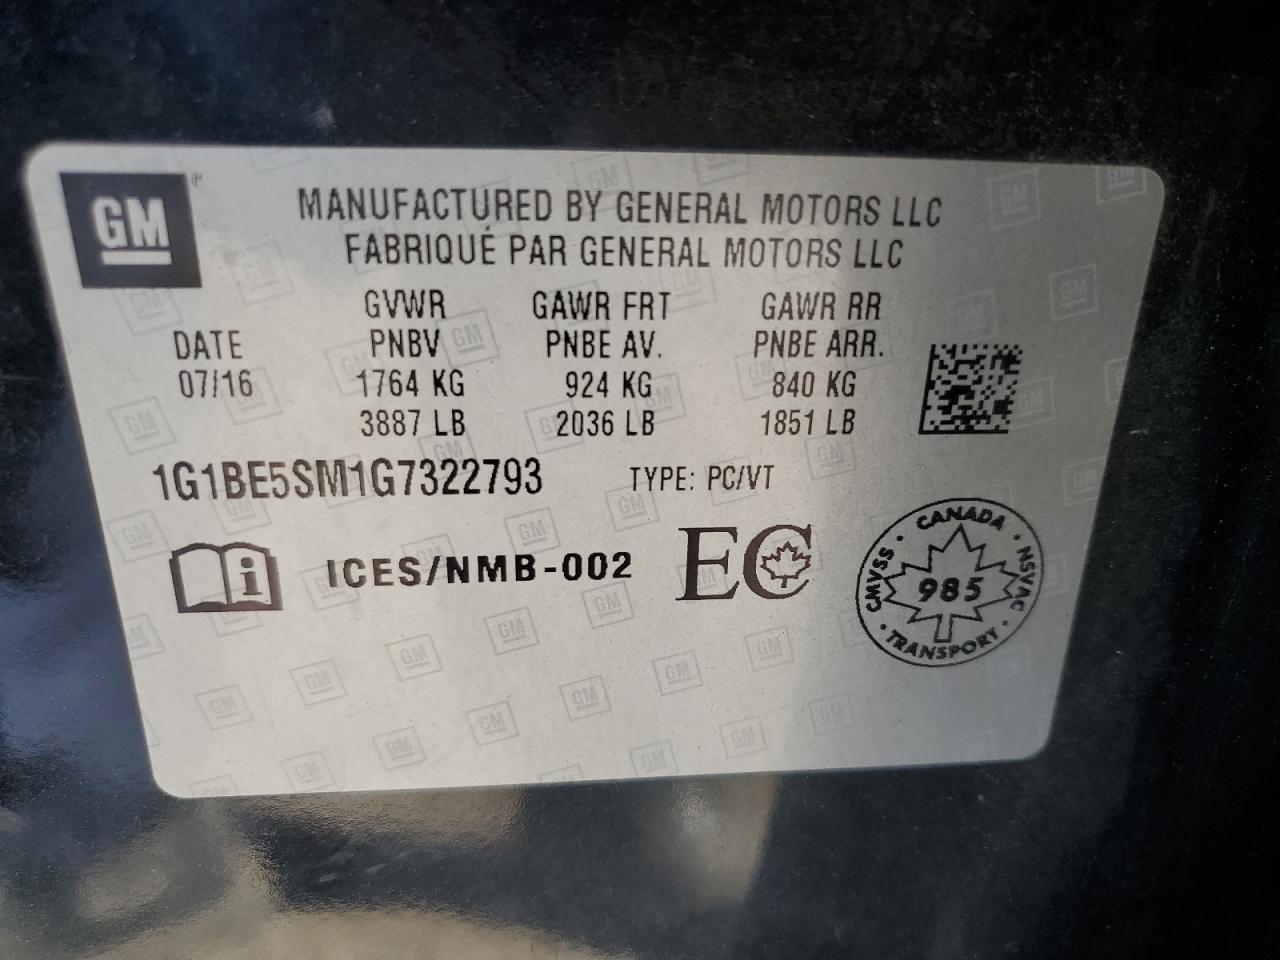 GM
MANUFACTURED BY GENERAL MOTORS LLC
FABRIQUÉ PAR GENERAL MOTORS LLC
GVWR GAWR FRT GAWR RR
DATE PNBV PNBE AV. PNBE ARR.
07/16 1764 KG 924 KG 840 KG
3887 LB 2036 LB 1851 LB
1G1BE5SM1G7322793 TYPE: PC/VT
ICES/NMB-002 EC
CANADA
CMVSS 985 NSVAC
TRANSPORT